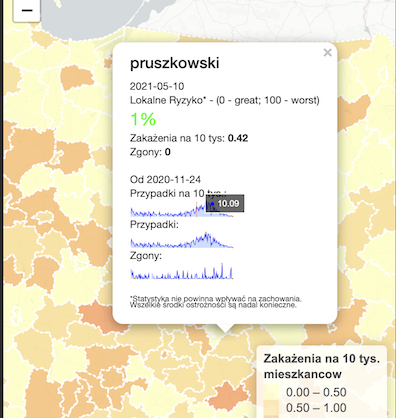 −
×
pruszkowski
2021-05-10
Lokalne Ryzyko* - (0 - great; 100 - worst)
1%
Zakażenia na 10 tys: 0.42
Zgony: 0
Od 2020-11-24
Przypadki na 10 tys.:
10.09
Przypadki:
Zgony:
*Statystyka nie powinna wpływać na zachowania.
Wszelkie środki ostrożności są nadal konieczne.
Zakażenia na 10 tys.
mieszkancow
0.00 – 0.50
0.50 – 1.00